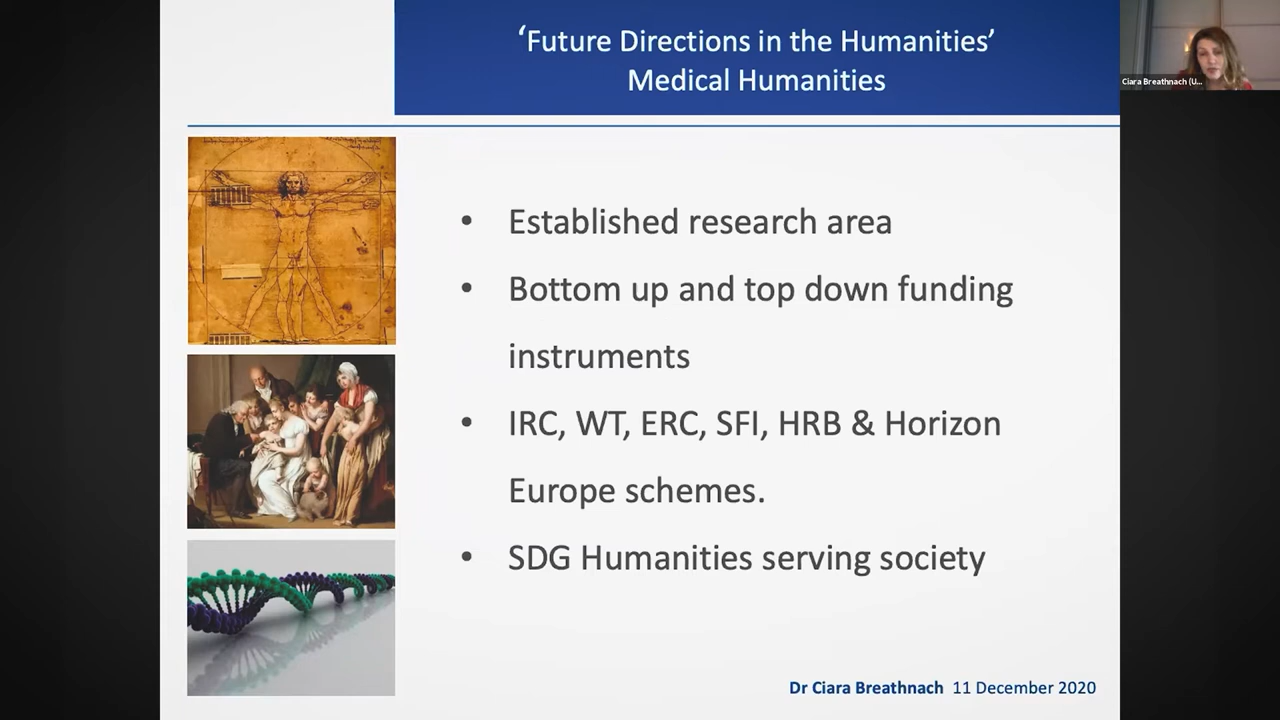 ‘Future Directions in the Humanities’
Medical Humanities
Ciara Breathnach (U...
• Established research area
• Bottom up and top down funding
instruments
• IRC, WT, ERC, SFI, HRB & Horizon
Europe schemes.
• SDG Humanities serving society
Dr Ciara Breathnach 11 December 2020